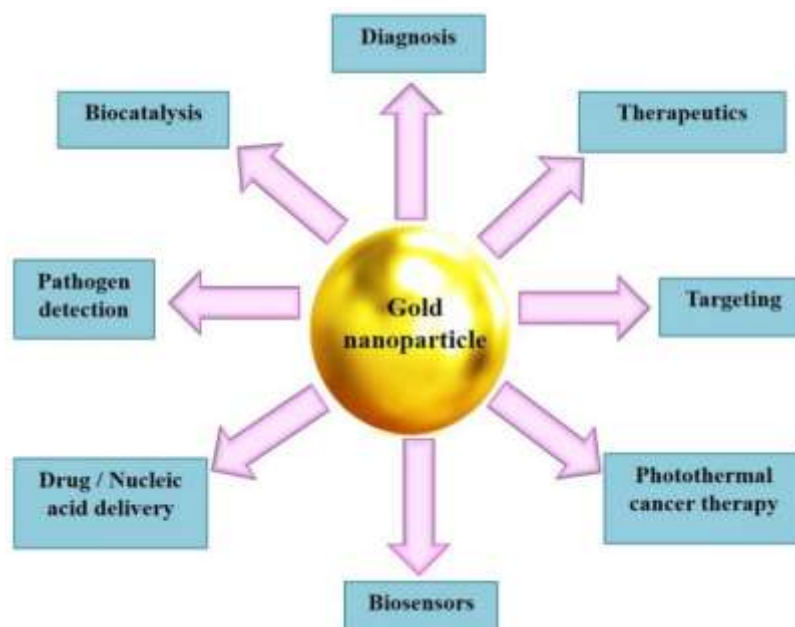 Diagnosis
Biocatalysis
Therapeutics
Pathogen
detection
Gold
nanoparticle
Targeting
Drug / Nucleic
acid delivery
Photothermal
cancer therapy
Biosensors